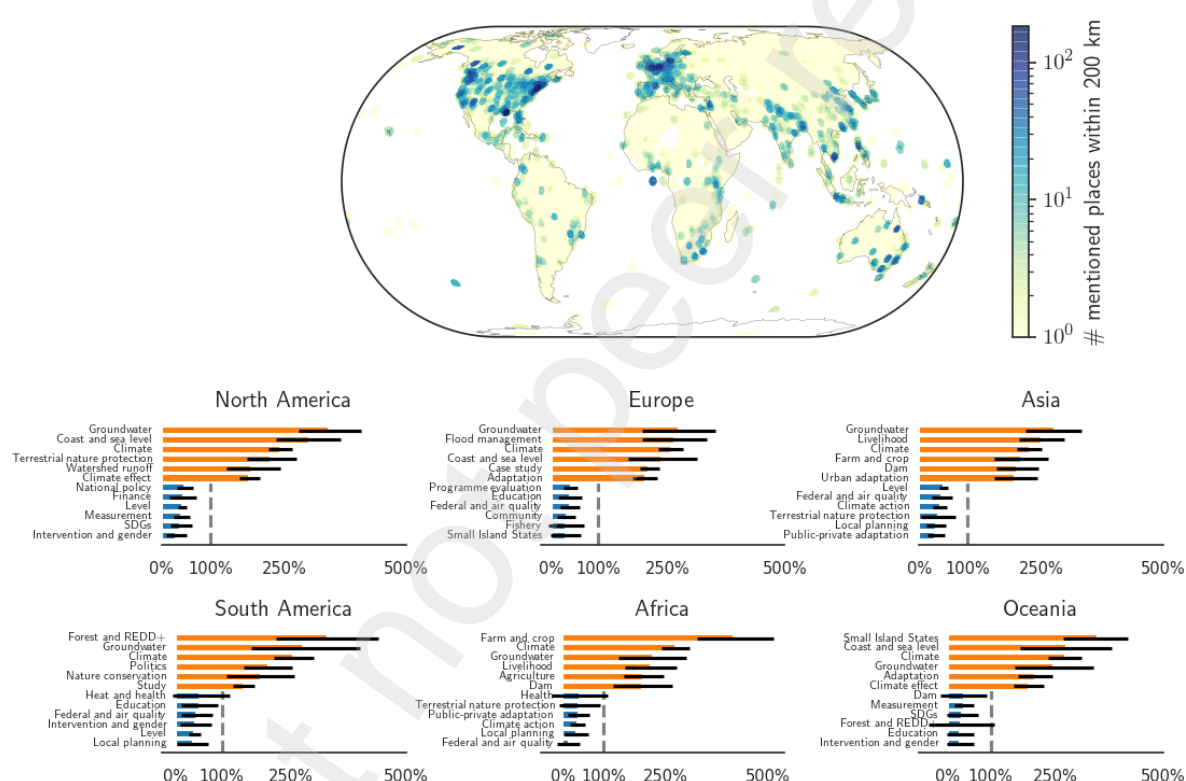 10²
10¹
10⁰
# mentioned places within 200 km
North America
Groundwater
Coast and sea level
Climate
Terrestrial nature protection
Watershed runoff
Climate effect
National policy
Finance
Level
Measurement
SDGs
Intervention and gender
0% 100% 250% 500%
Europe
Groundwater
Flood management
Climate
Coast and sea level
Case study
Adaptation
Programme evaluation
Education
Federal and air quality
Community
Fishery
Small Island States
0% 100% 250% 500%
Asia
Groundwater
Livelihood
Climate
Farm and crop
Dam
Urban adaptation
Level
Federal and air quality
Climate action
Terrestrial nature protection
Local planning
Public-private adaptation
0% 100% 250% 500%
South America
Forest and REDD+
Groundwater
Climate
Politics
Nature conservation
Study
Heat and health
Education
Federal and air quality
Intervention and gender
Level
Local planning
0% 100% 250% 500%
Africa
Farm and crop
Climate
Groundwater
Livelihood
Agriculture
Dam
Health
Terrestrial nature protection
Public-private adaptation
Climate action
Local planning
Federal and air quality
0% 100% 250% 500%
Oceania
Small Island States
Coast and sea level
Climate
Groundwater
Adaptation
Climate effect
Dam
Measurement
SDGs
Forest and REDD+
Education
Intervention and gender
0% 100% 250% 500%
not peer re